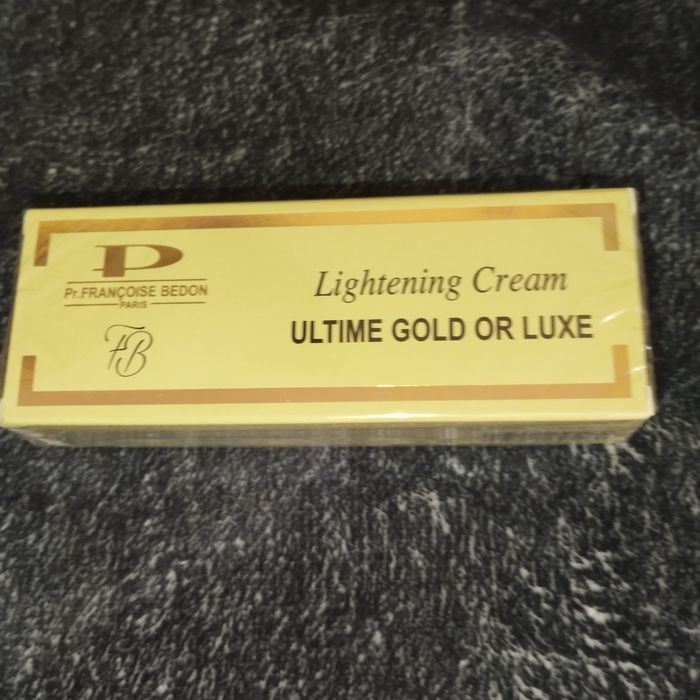 P
Pr.FRANÇOISE BEDON
PARIS
FB
Lightening Cream
ULTIME GOLD OR LUXE